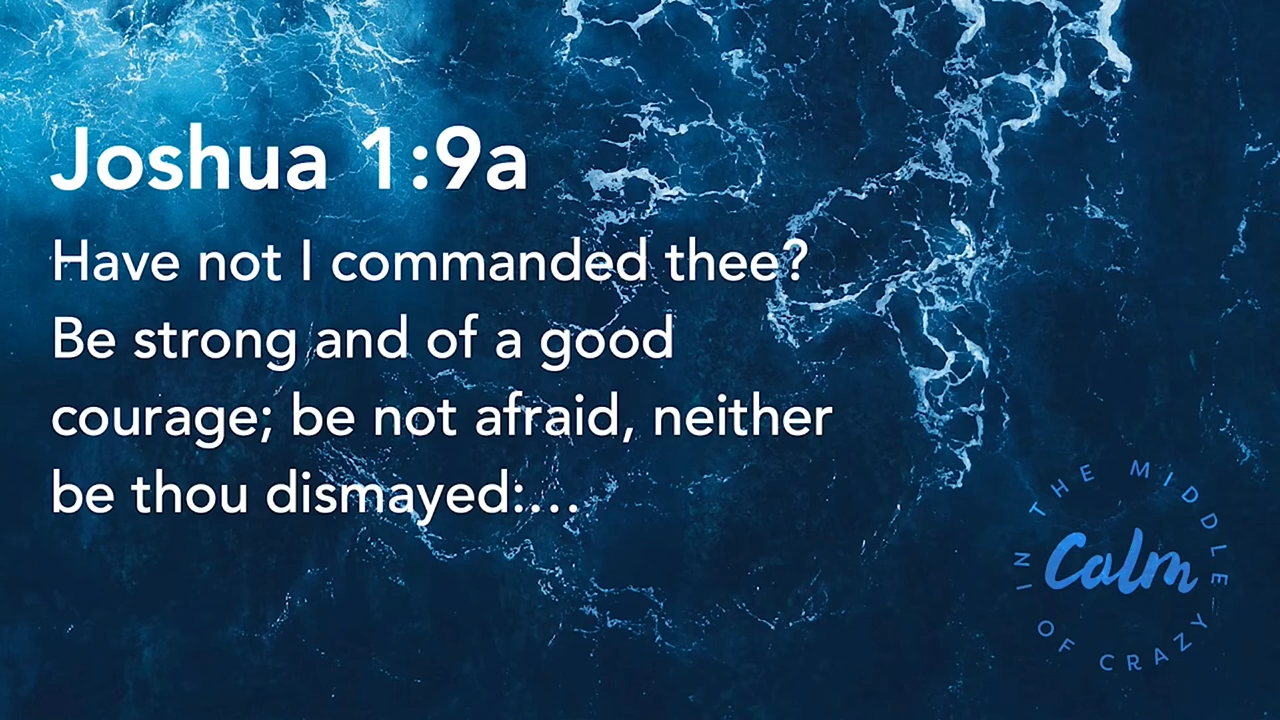 Joshua 1:9a
Have not I commanded thee?
Be strong and of a good
courage; be not afraid, neither
be thou dismayed:...
Calm
IN THE MIDDLE OF CRAZY